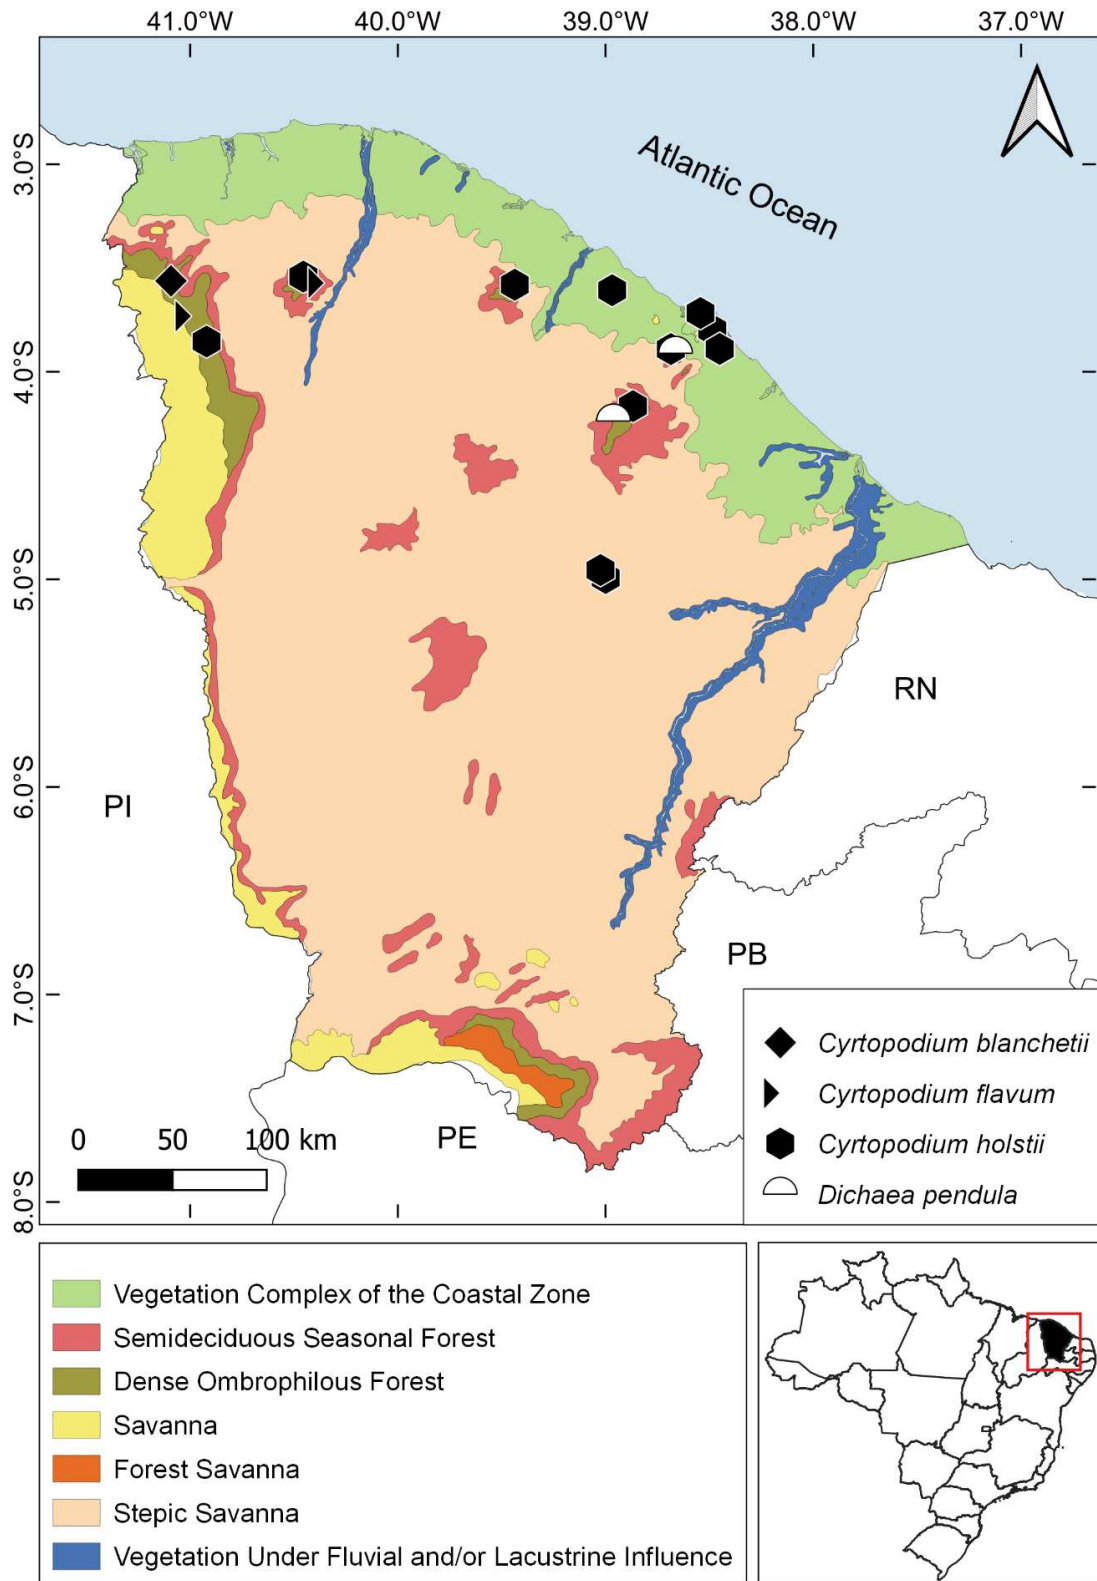 41.0°W 40.0°W 39.0°W 38.0°W 37.0°W
3.0°S
Atlantic Ocean
4.0°S
5.0°S
RN
6.0°S
PI
PB
7.0°S
Cyrtopodium blanchetii
Cyrtopodium flavum
0 50 100 km
PE
Cyrtopodium holstii
Dichaea pendula
8.0°S
Vegetation Complex of the Coastal Zone
Semideciduous Seasonal Forest
Dense Ombrophilous Forest
Savanna
Forest Savanna
Stepic Savanna
Vegetation Under Fluvial and/or Lacustrine Influence